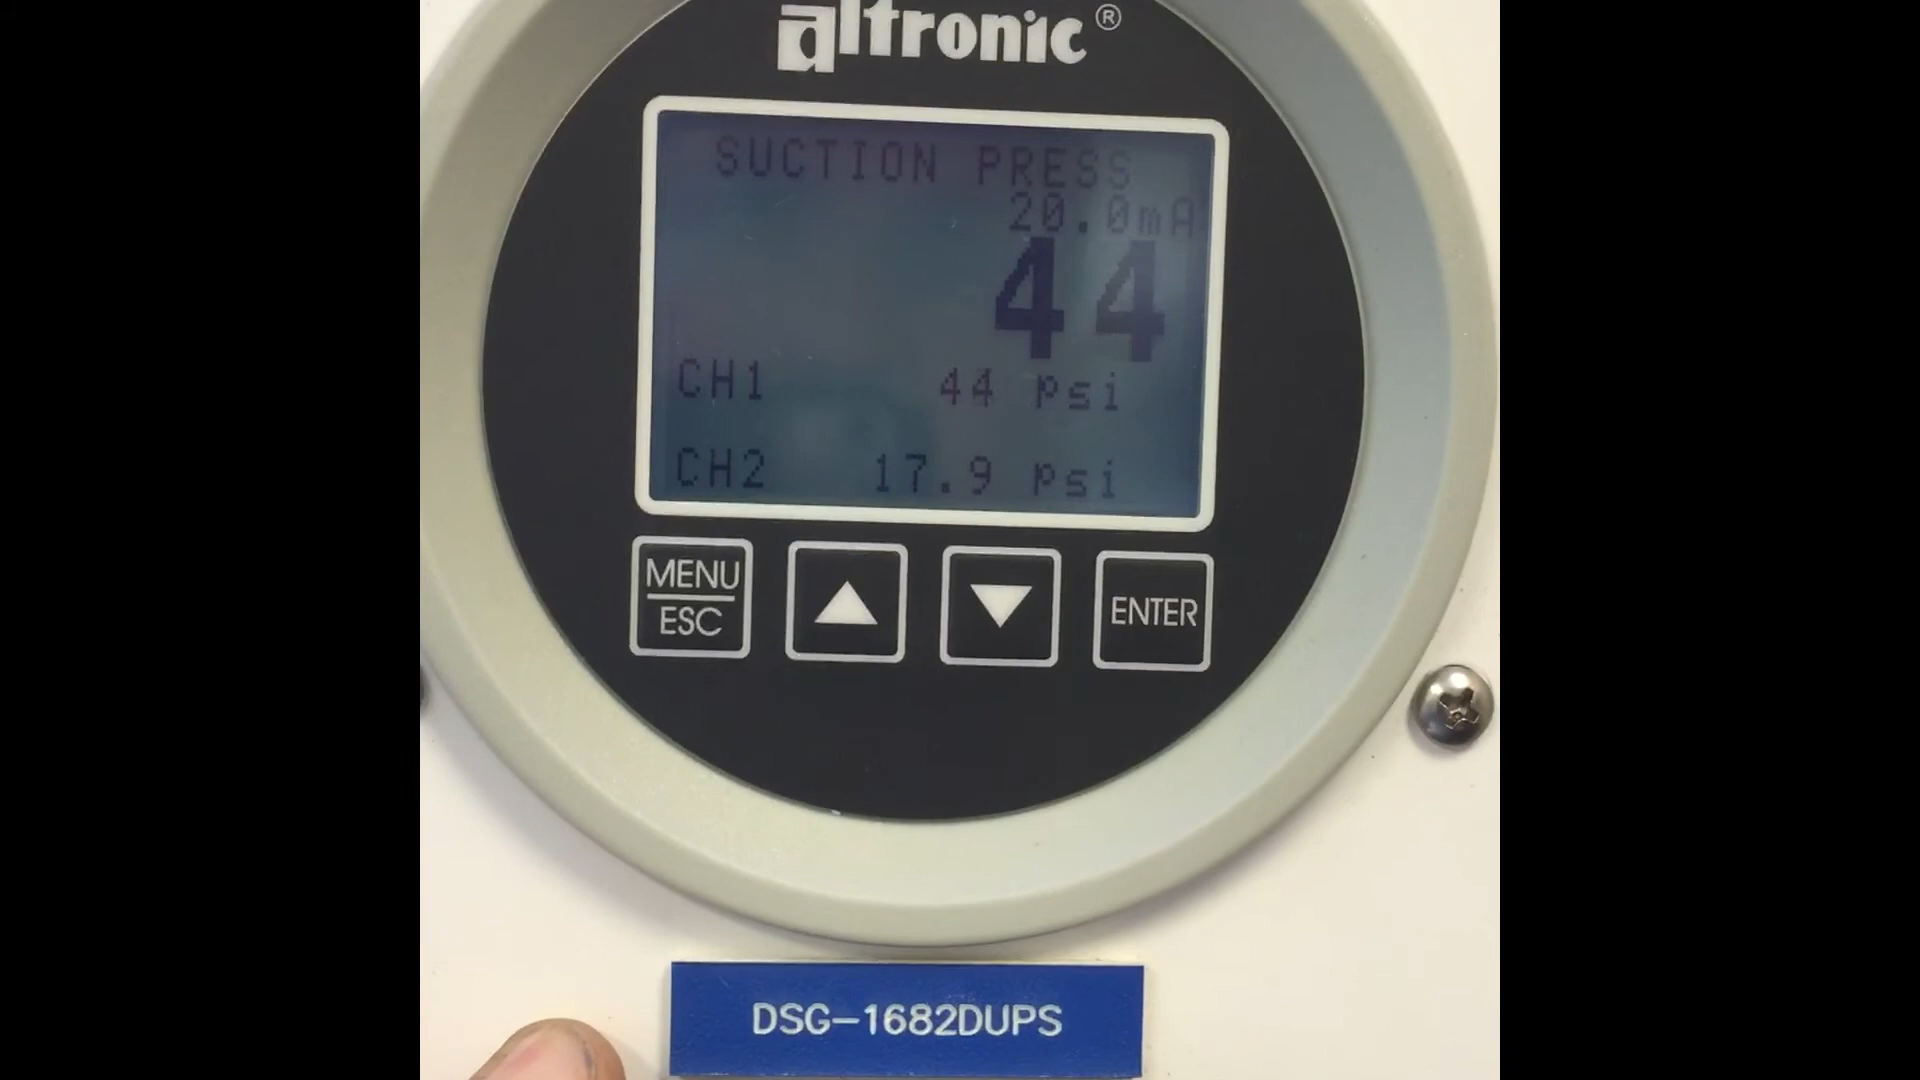 altronic®
SUCTION PRESS
20.0mA
44
CH1 44 psi
CH2 17.9 psi
MENU
ESC
ENTER
DSG-1682DUPS